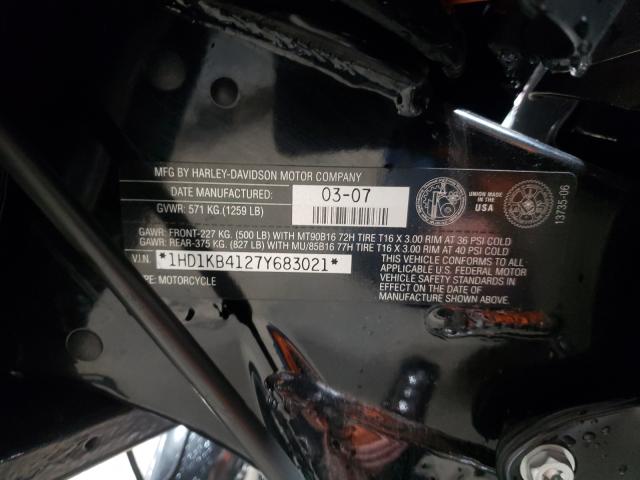 MFG BY HARLEY-DAVIDSON MOTOR COMPANY
DATE MANUFACTURED: 03-07
GVWR: 571 KG.(1259 LB)
UNION MADE IN THE USA
13735-06
GAWR: FRONT-227 KG. (500 LB) WITH MT90B16 72H TIRE T16 X 3.00 RIM AT 36 PSI COLD
GAWR: REAR-375 KG. (827 LB) WITH MU/85B16 77H TIRE T16 X 3.00 RIM AT 40 PSI COLD
V.I.N. *1HD1KB4127Y683021*
THIS VEHICLE CONFORMS TO ALL
APPLICABLE U.S. FEDERAL MOTOR
VEHICLE SAFETY STANDARDS IN
EFFECT ON THE DATE OF
MANUFACTURE SHOWN ABOVE.
PE: MOTORCYCLE